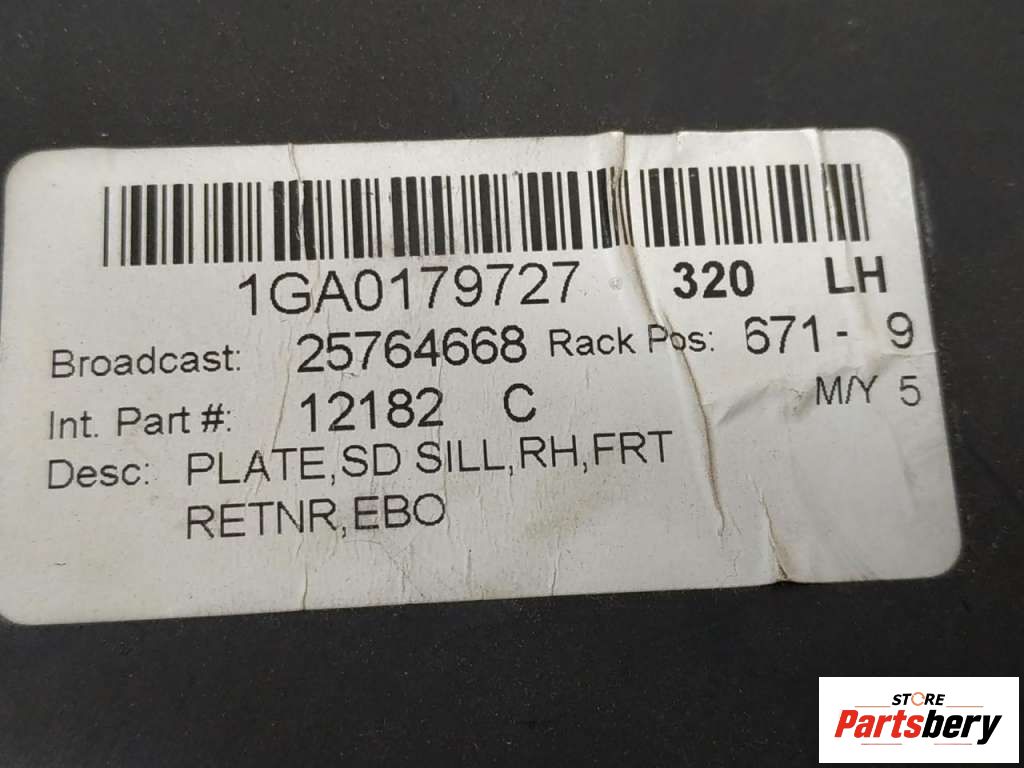 1GA0179727 320 LH
Broadcast: 25764668 Rack Pos: 671- 9
Int. Part #: 12182 C M/Y 5
Desc: PLATE,SD SILL,RH,FRT
RETNR,EBO
STORE
Partsbery